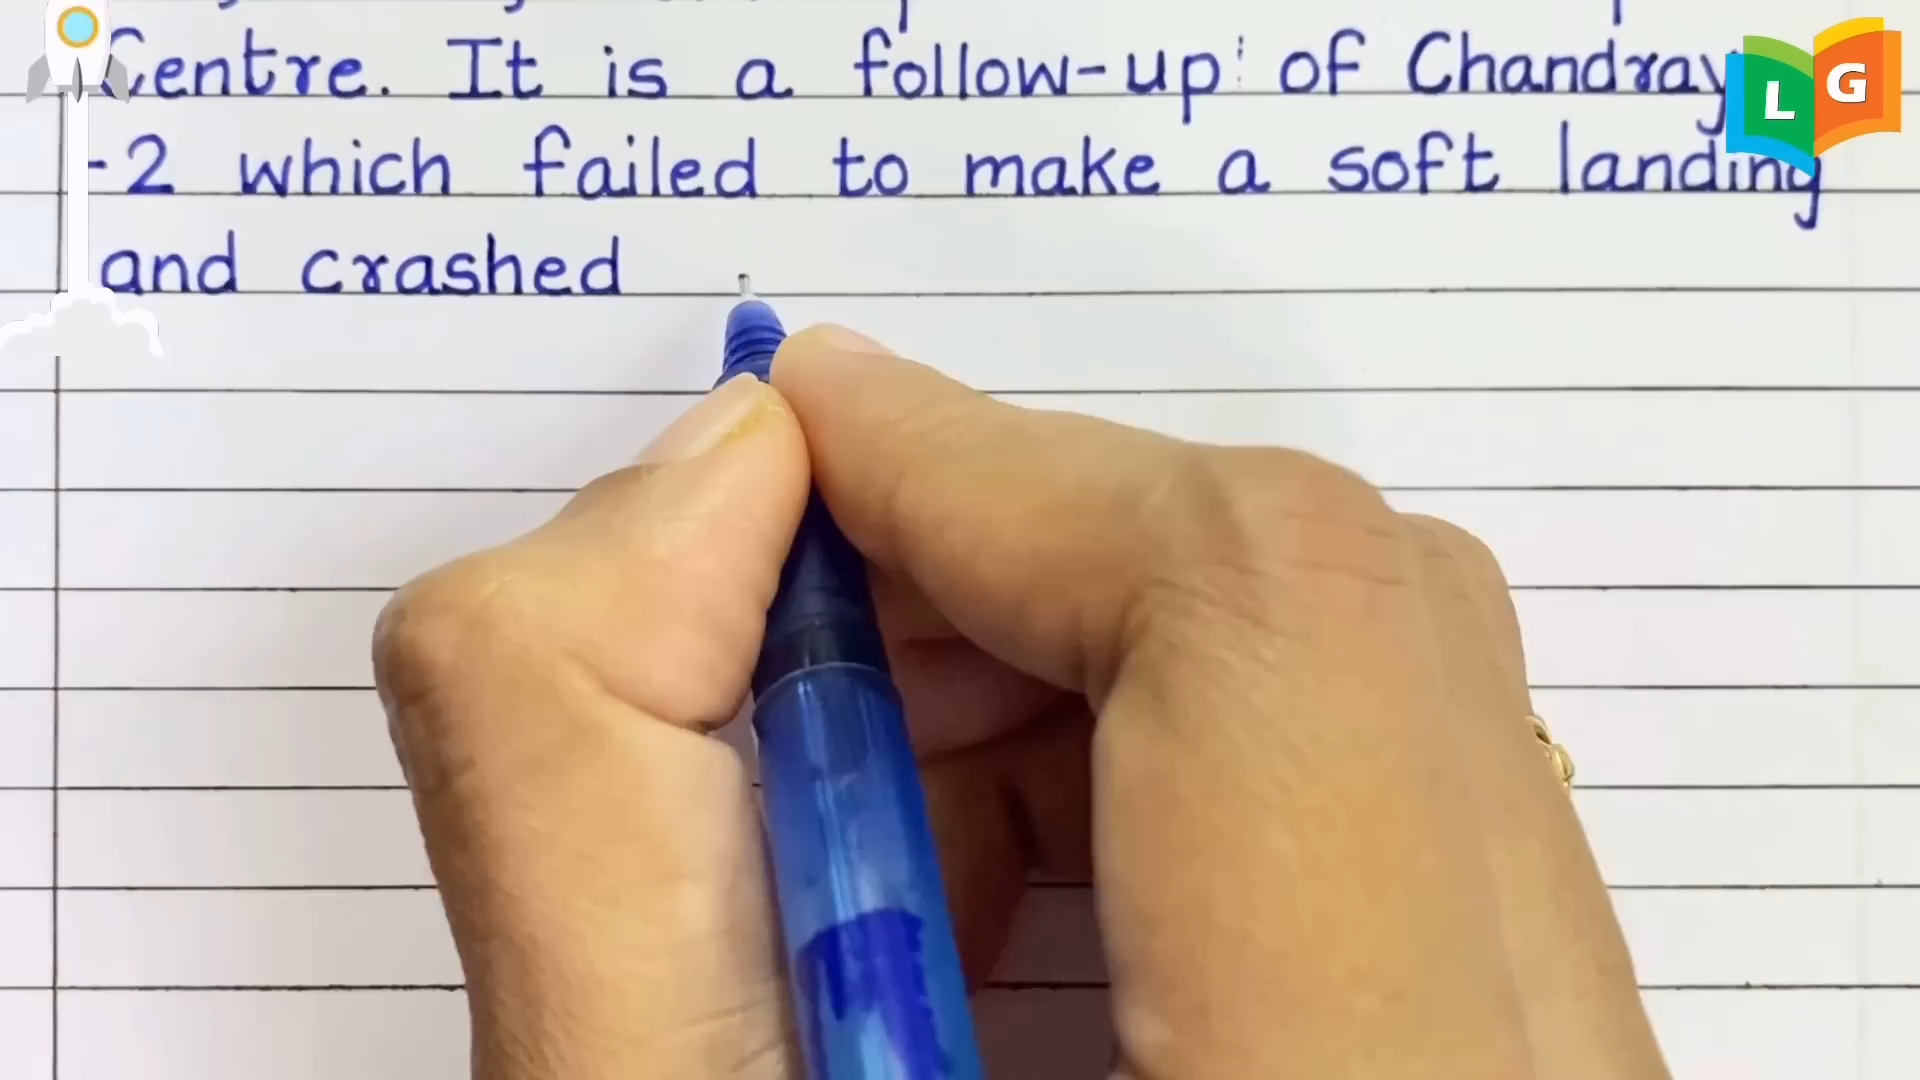 Centre. It is a follow-up of Chandray
-2 which failed to make a soft landing
and crashed
L G